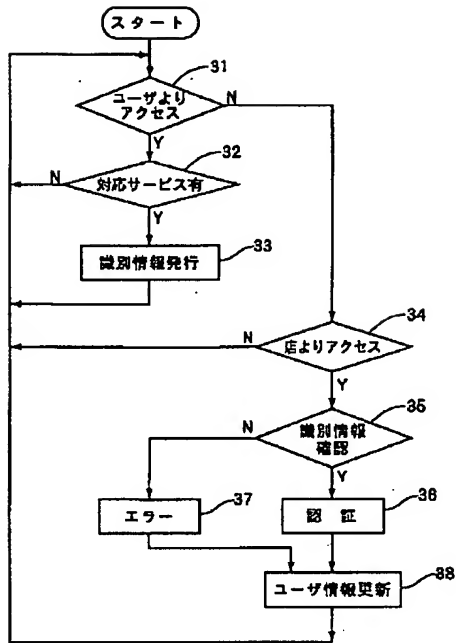 スタート
31
ユーザより
アクセス
N
Y
32
対応サービス有
N
Y
33
識別情報発行
34
店よりアクセス
N
Y
35
識別情報
確認
N
Y
37
エラー
36
認 証
38
ユーザ情報更新